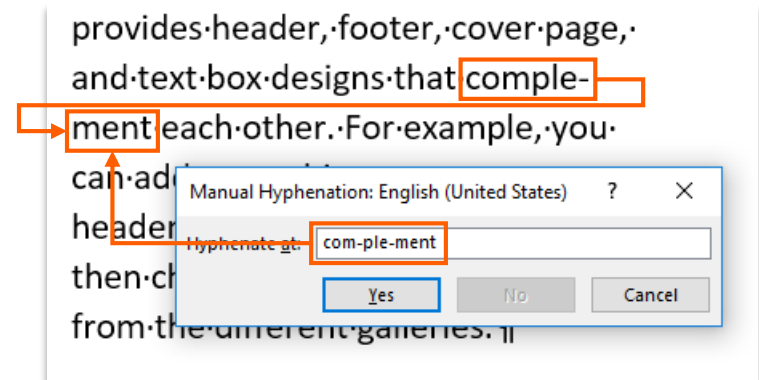 provides·header,·footer,·cover·page,·
and·text·box·designs·that·comple-
ment·each·other.·For·example,·you·
can·ad
Manual Hyphenation: English (United States) ? ×
header
Hyphenate at: com-ple-ment
then·ch
Yes No Cancel
from·the·different·galleries.¶